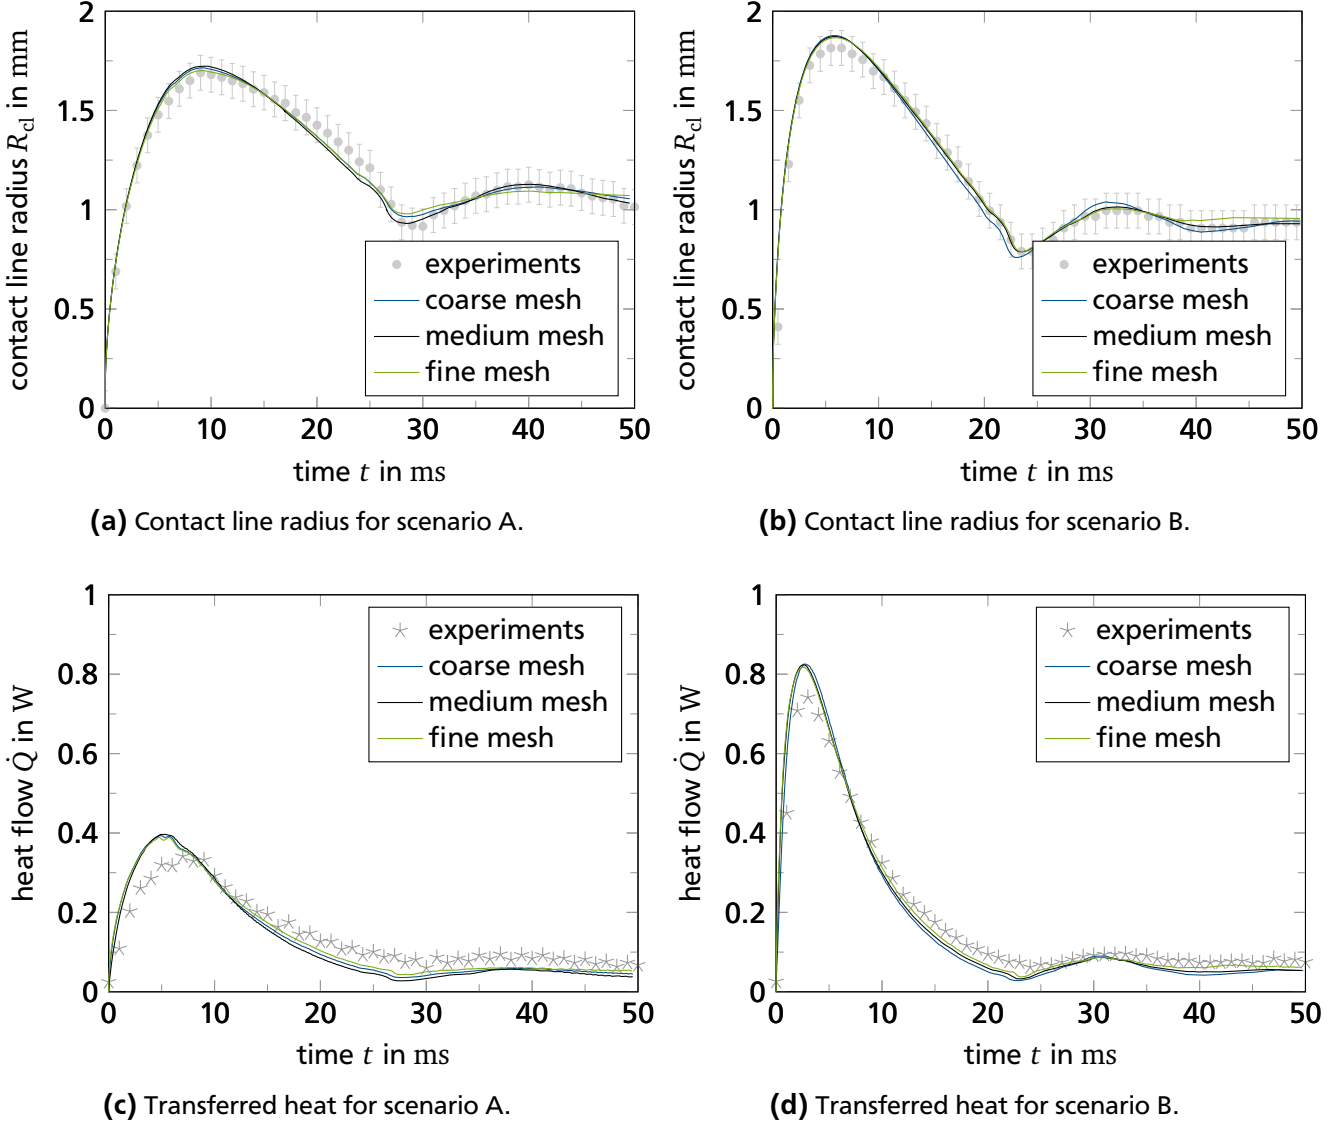 2
1.5
1
0.5
0
contact line radius Rcl in mm
experiments
coarse mesh
medium mesh
fine mesh
0 10 20 30 40 50
time t in ms
(a) Contact line radius for scenario A.
2
1.5
1
0.5
0
contact line radius Rcl in mm
experiments
coarse mesh
medium mesh
fine mesh
0 10 20 30 40 50
time t in ms
(b) Contact line radius for scenario B.
1
0.8
0.6
0.4
0.2
0
heat flow Q̇ in W
experiments
coarse mesh
medium mesh
fine mesh
0 10 20 30 40 50
time t in ms
(c) Transferred heat for scenario A.
1
0.8
0.6
0.4
0.2
0
heat flow Q̇ in W
experiments
coarse mesh
medium mesh
fine mesh
0 10 20 30 40 50
time t in ms
(d) Transferred heat for scenario B.